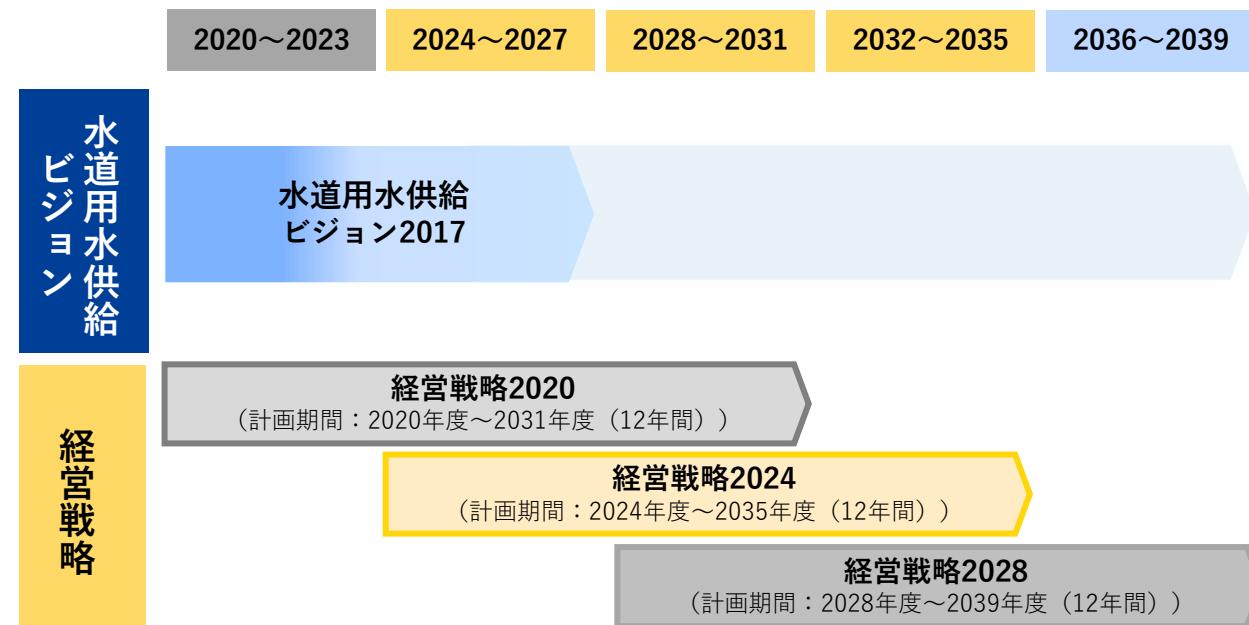 2020～2023
2024～2027
2028～2031
2032～2035
2036～2039
水道用水供給
ビジョン
水道用水供給
ビジョン2017
経営戦略
経営戦略2020
（計画期間：2020年度～2031年度（12年間））
経営戦略2024
（計画期間：2024年度～2035年度（12年間））
経営戦略2028
（計画期間：2028年度～2039年度（12年間））